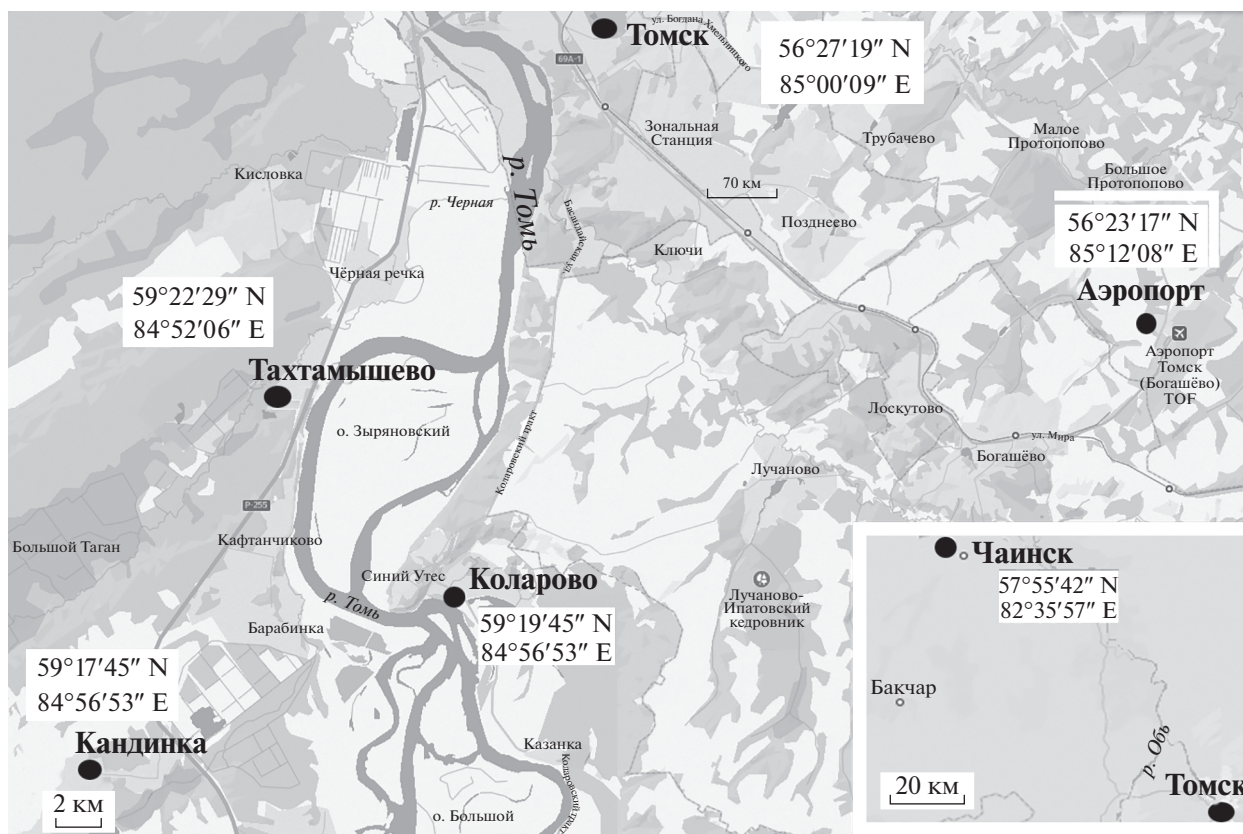 ул. Богдана Хмельницкого
Томск
56°27′19″ N
85°00′09″ E
69А-1
Зональная
Станция
Трубачево
Малое
Протопопово
Большое
Протопопово
Кисловка
р. Черная
р. Томь
Басандайская ул.
70 км
Позднеево
Ключи
56°23′17″ N
85°12′08″ E
Аэропорт
Чёрная речка
59°22′29″ N
84°52′06″ E
Тахтамышево
Аэропорт
Томск
(Богашёво)
TOF
о. Зыряновский
Коларовский тракт
Лоскутово
ул. Мира
Богашёво
Лучаново
Р-255
Большой Таган
Кафтанчиково
Синий Утес
Коларово
р. Томь
59°19′45″ N
84°56′53″ E
Лучаново-
Ипатовский
кедровник
Барабинка
59°17′45″ N
84°56′53″ E
Кандинка
2 км
Казанка
Коларовский тракт
о. Большой
Чаинск
57°55′42″ N
82°35′57″ E
Бакчар
р. Обь
20 км
Томск